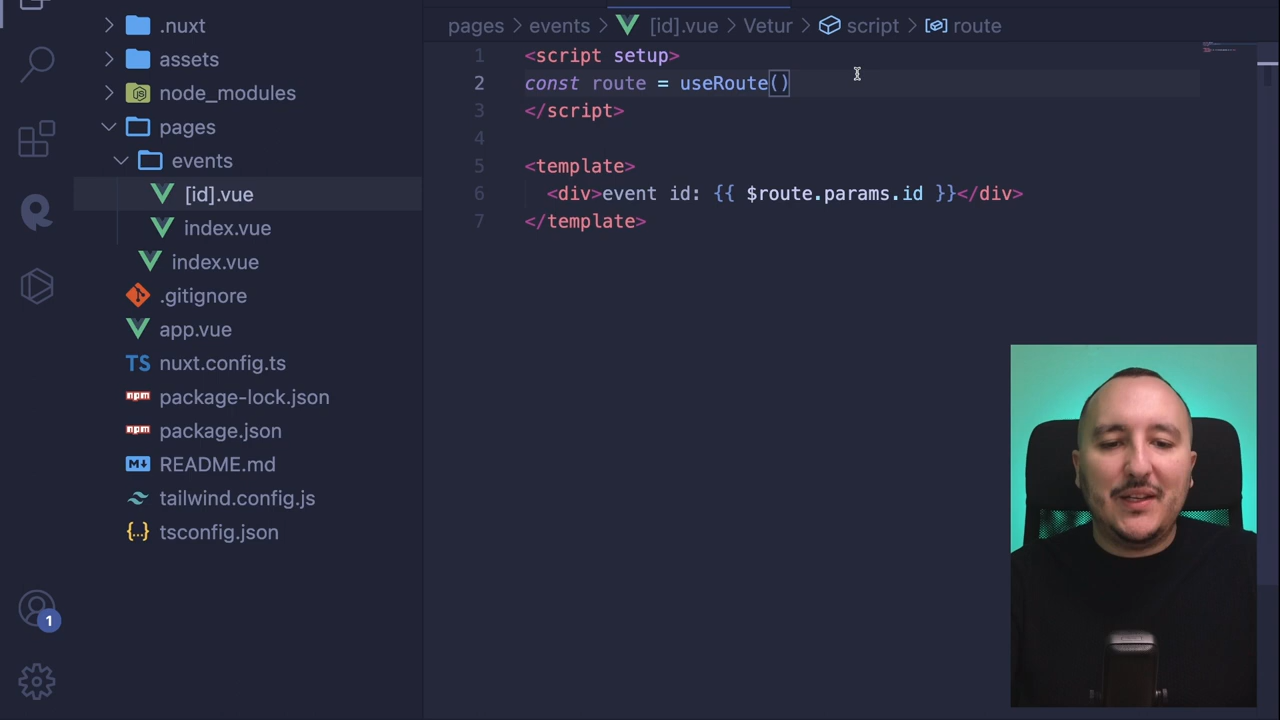 .nuxt
assets
node_modules
pages
events
[id].vue
index.vue
index.vue
.gitignore
app.vue
TS nuxt.config.ts
npm package-lock.json
npm package.json
M README.md
tailwind.config.js
{..} tsconfig.json
1
pages > events > [id].vue > Vetur > script > route
1 <script setup>
2 const route = useRoute()
3 </script>
4
5 <template>
6 <div>event id: {{ $route.params.id }}</div>
7 </template>